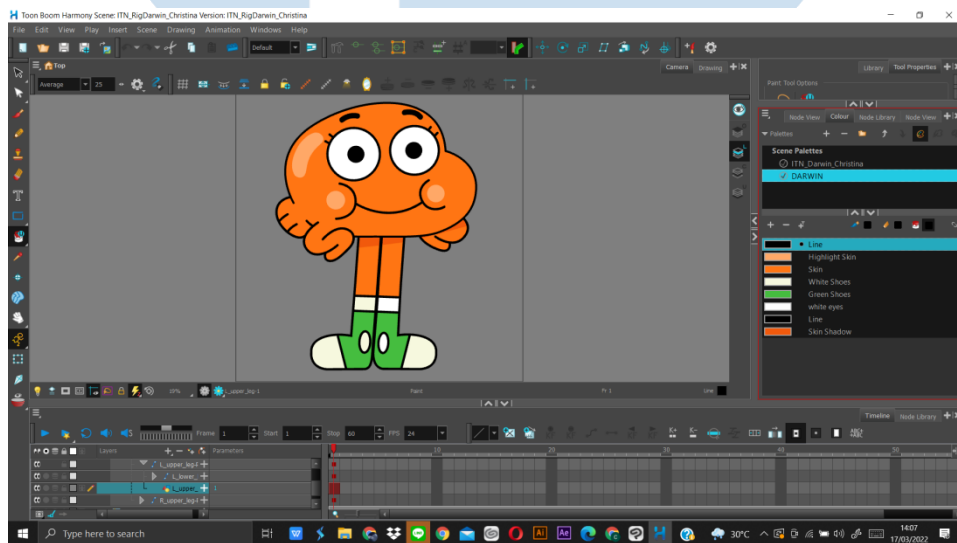 Toon Boom Harmony Scene: ITN_RigDarwin_Christina Version: ITN_RigDarwin_Christina
File Edit View Play Insert Scene Drawing Animation Windows Help
Default
Top
Camera Drawing
Library Tool Properties
Average 25
Paint Tool Options
Node View Colour Node Library Node View
Palettes
Scene Palettes
ITN_Darwin_Christina
DARWIN
Line
Highlight Skin
Skin
White Shoes
Green Shoes
white eyes
Line
Skin Shadow
L_upper_leg-1 Paint Fr 1 Line
Timeline Node Library
Frame 1 Start 1 Stop 60 FPS 24
Layers Parameters 10 20 30 40 50
L_upper_leg-I
L_lower_
L_upper_
R_upper_leg-I
Type here to search
30°C
14:07
17/03/2022